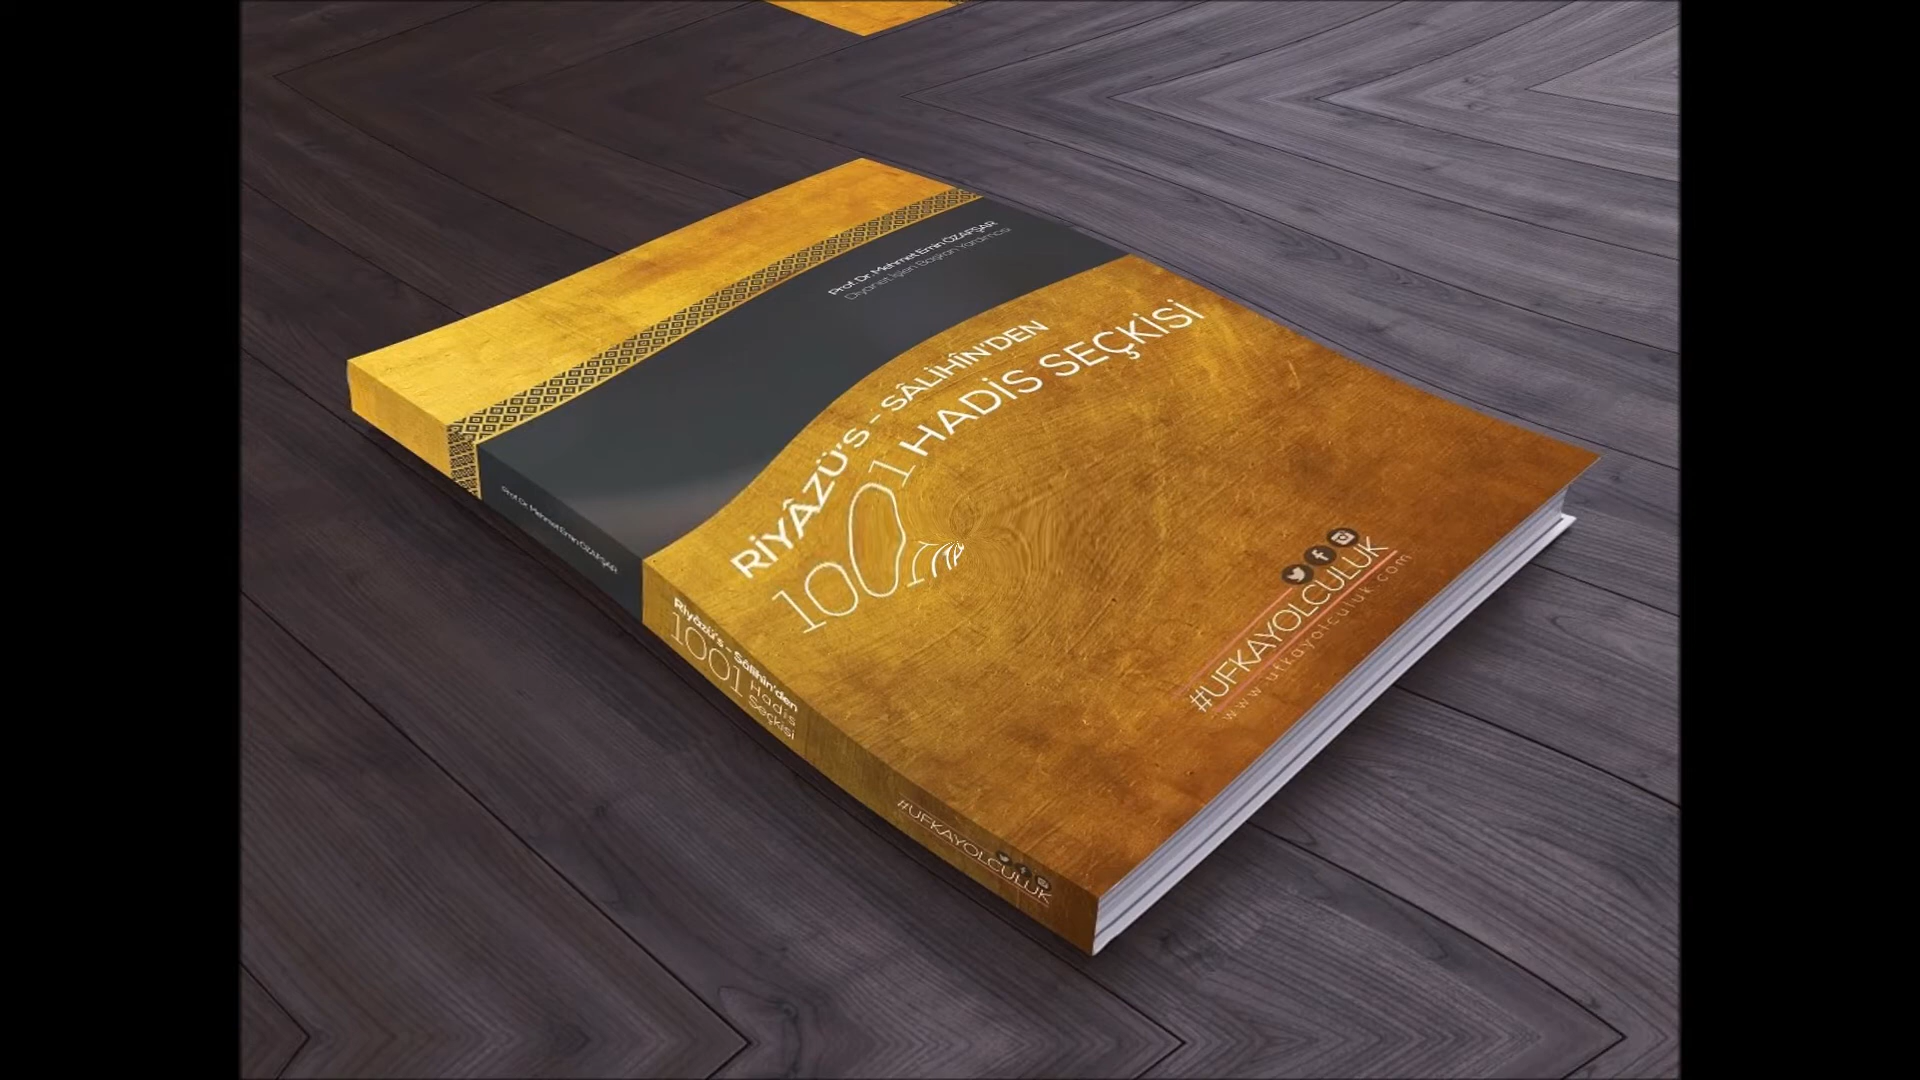 Prof. Dr. Mehmet Emin ÖZAFŞAR
Diyanet İşleri Başkan Yardımcısı
RİYÂZÜ'S - SÂLİHÎN'DEN
1001 HADİS SEÇKİSİ
#UFKAYOLCULUK
www.ufkayolculuk.com
Prof. Dr. Mehmet Emin ÖZAFŞAR
Riyâzü's - Sâlihîn'den
1001 Hadis
Seçkisi
#UFKAYOLCULUK